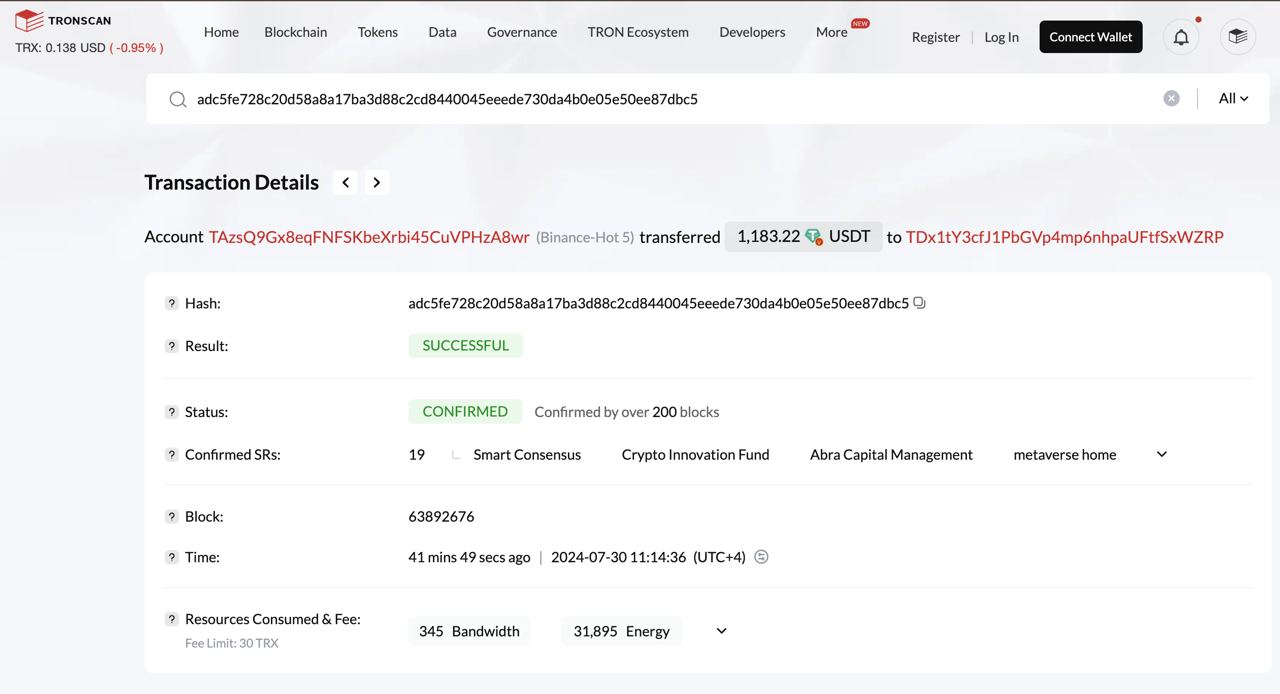 TRONSCAN
TRX: 0.138 USD ( -0.95% )
Home Blockchain Tokens Data Governance TRON Ecosystem Developers More NEW
Register | Log In Connect Wallet
adc5fe728c20d58a8a17ba3d88c2cd8440045eeede730da4b0e05e50ee87dbc5 All
Transaction Details
Account TAzsQ9Gx8eqFNFSKbeXrbi45CuVPHzA8wr (Binance-Hot 5) transferred 1,183.22 USDT to TDx1tY3cfJ1PbGVp4mp6nhpaUFtfSxWZRP
? Hash: adc5fe728c20d58a8a17ba3d88c2cd8440045eeede730da4b0e05e50ee87dbc5
? Result: SUCCESSFUL
? Status: CONFIRMED Confirmed by over 200 blocks
? Confirmed SRs: 19 Smart Consensus Crypto Innovation Fund Abra Capital Management metaverse home
? Block: 63892676
? Time: 41 mins 49 secs ago | 2024-07-30 11:14:36 (UTC+4)
? Resources Consumed & Fee: 345 Bandwidth 31,895 Energy
Fee Limit: 30 TRX